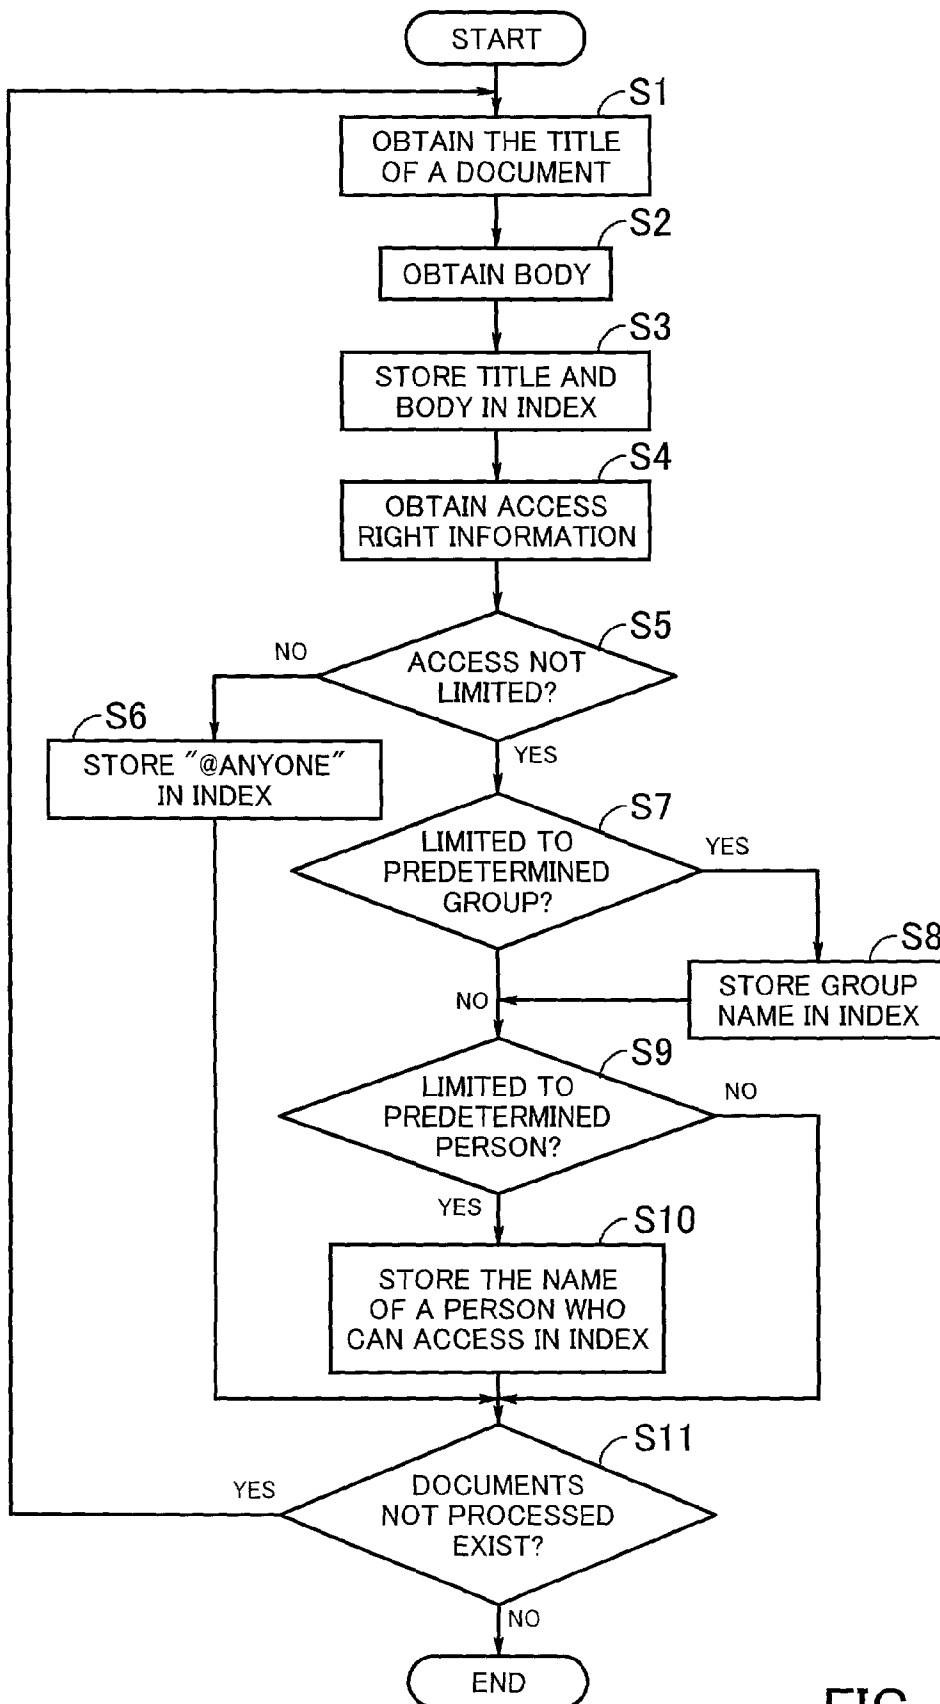 START
S1
OBTAIN THE TITLE
OF A DOCUMENT
S2
OBTAIN BODY
S3
STORE TITLE AND
BODY IN INDEX
S4
OBTAIN ACCESS
RIGHT INFORMATION
S5
ACCESS NOT
LIMITED?
NO
YES
S6
STORE "@ANYONE"
IN INDEX
S7
LIMITED TO
PREDETERMINED
GROUP?
YES
NO
S8
STORE GROUP
NAME IN INDEX
S9
LIMITED TO
PREDETERMINED
PERSON?
NO
YES
S10
STORE THE NAME
OF A PERSON WHO
CAN ACCESS IN INDEX
S11
DOCUMENTS
NOT PROCESSED
EXIST?
YES
NO
END
FIG